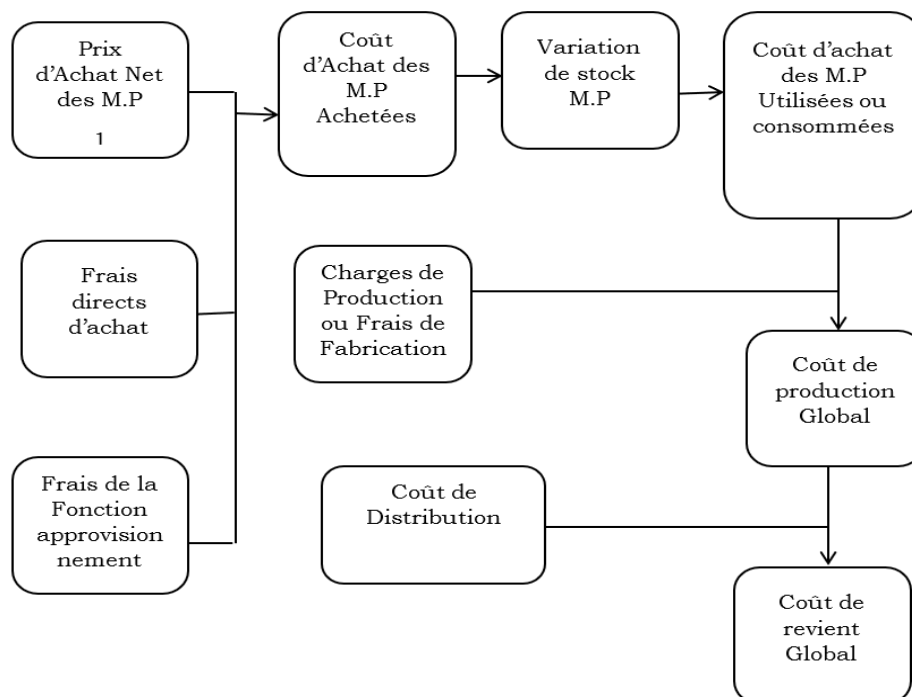 Prix
d'Achat Net
des M.P
1
Coût
d'Achat des
M.P
Achetées
Variation
de stock
M.P
Coût d'achat
des M.P
Utilisées ou
consommées
Frais
directs
d'achat
Charges de
Production
ou Frais de
Fabrication
Coût de
production
Global
Frais de la
Fonction
approvision
nement
Coût de
Distribution
Coût de
revient
Global